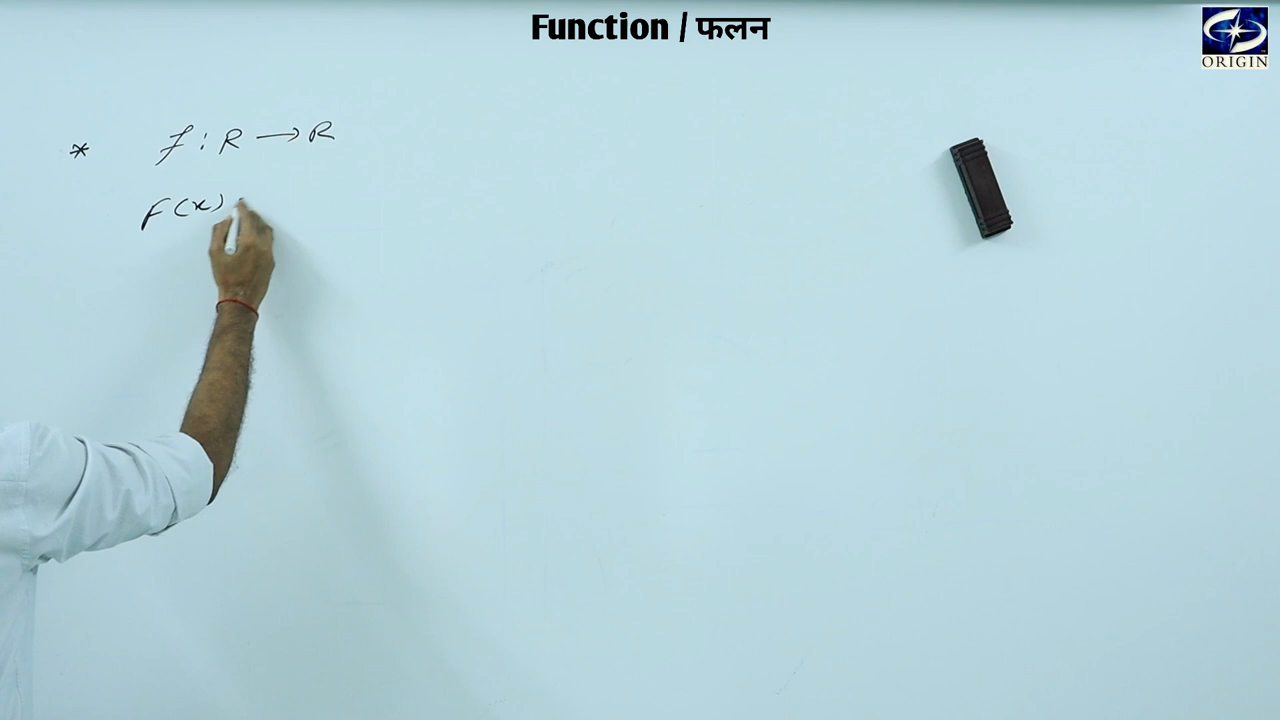 Function / फलन
ORIGIN
* f : R → R
F(x)